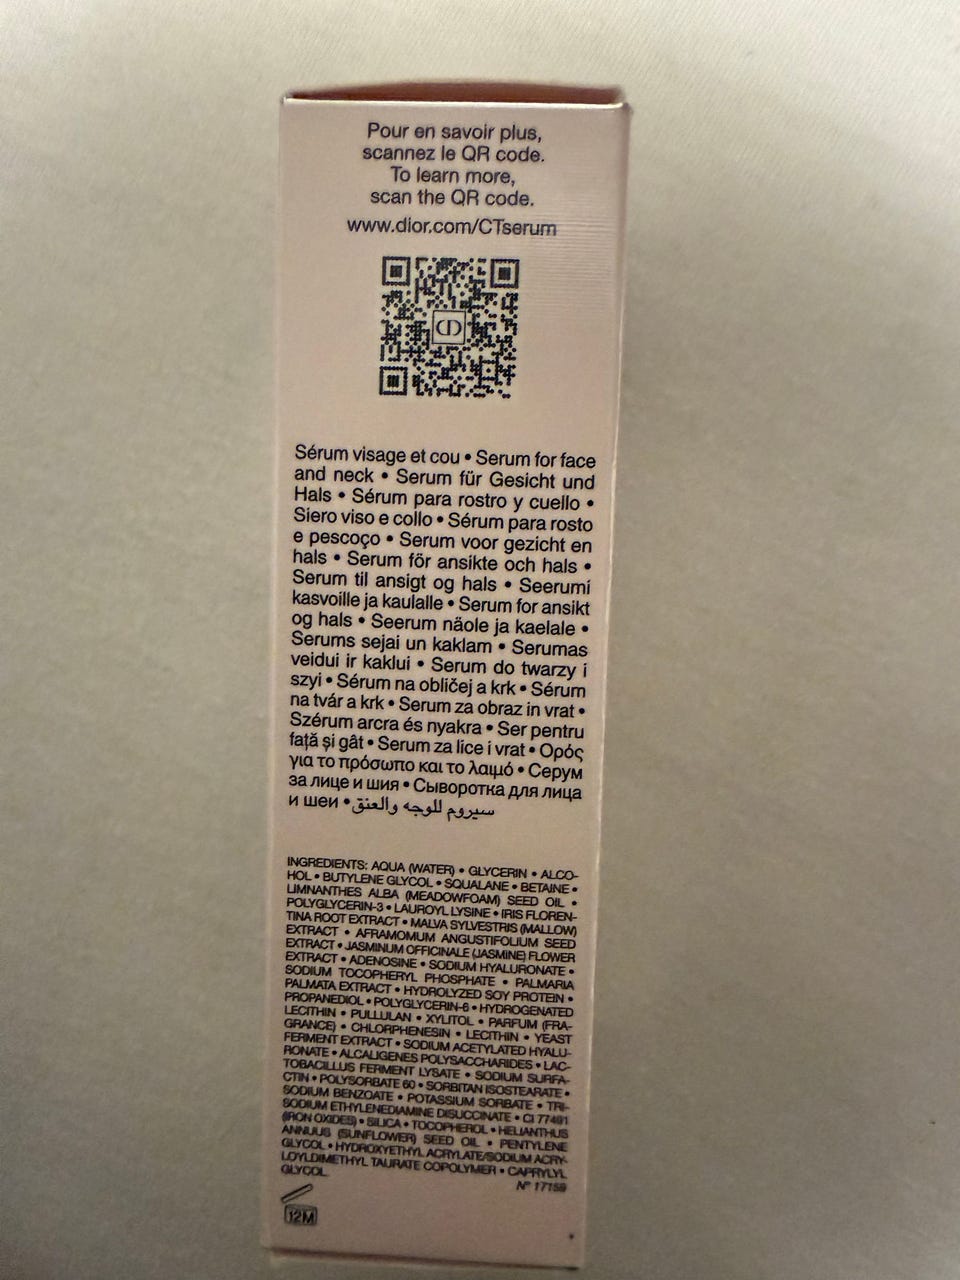 Pour en savoir plus,
scannez le QR code.
To learn more,
scan the QR code.
www.dior.com/CTserum
CD
Sérum visage et cou • Serum for face
and neck • Serum für Gesicht und
Hals • Sérum para rostro y cuello •
Siero viso e collo • Sérum para rosto
e pescoço • Serum voor gezicht en
hals • Serum för ansikte och hals •
Serum til ansigt og hals • Seerumi
kasvoille ja kaulalle • Serum for ansikt
og hals • Seerum näole ja kaelale •
Serums sejai un kaklam • Serumas
veidui ir kaklui • Serum do twarzy i
szyi • Sérum na obličej a krk • Sérum
na tvár a krk • Serum za obraz in vrat •
Szérum arcra és nyakra • Ser pentru
față și gât • Serum za lice i vrat • Ορός
για το πρόσωπο και το λαιμό • Серум
за лице и шия • Сыворотка для лица
и шеи • سيروم للوجه والعنق
INGREDIENTS: AQUA (WATER) • GLYCERIN • ALCO-
HOL • BUTYLENE GLYCOL • SQUALANE • BETAINE •
LIMNANTHES ALBA (MEADOWFOAM) SEED OIL •
POLYGLYCERIN-3 • LAUROYL LYSINE • IRIS FLOREN-
TINA ROOT EXTRACT • MALVA SYLVESTRIS (MALLOW)
EXTRACT • AFRAMOMUM ANGUSTIFOLIUM SEED
EXTRACT • JASMINUM OFFICINALE (JASMINE) FLOWER
EXTRACT • ADENOSINE • SODIUM HYALURONATE •
SODIUM TOCOPHERYL PHOSPHATE • PALMARIA
PALMATA EXTRACT • HYDROLYZED SOY PROTEIN •
PROPANEDIOL • POLYGLYCERIN-6 • HYDROGENATED
LECITHIN • PULLULAN • XYLITOL • PARFUM (FRA-
GRANCE) • CHLORPHENESIN • LECITHIN • YEAST
FERMENT EXTRACT • SODIUM ACETYLATED HYALU-
RONATE • ALCALIGENES POLYSACCHARIDES • LAC-
TOBACILLUS FERMENT LYSATE • SODIUM SURFA-
CTIN • POLYSORBATE 60 • SORBITAN ISOSTEARATE •
SODIUM BENZOATE • POTASSIUM SORBATE • TRI-
SODIUM ETHYLENEDIAMINE DISUCCINATE • CI 77491
(IRON OXIDES) • SILICA • TOCOPHEROL • HELIANTHUS
ANNUUS (SUNFLOWER) SEED OIL • PENTYLENE
GLYCOL • HYDROXYETHYL ACRYLATE/SODIUM ACRY-
LOYLDIMETHYL TAURATE COPOLYMER • CAPRYLYL
GLYCOL.
N° 17159
12M